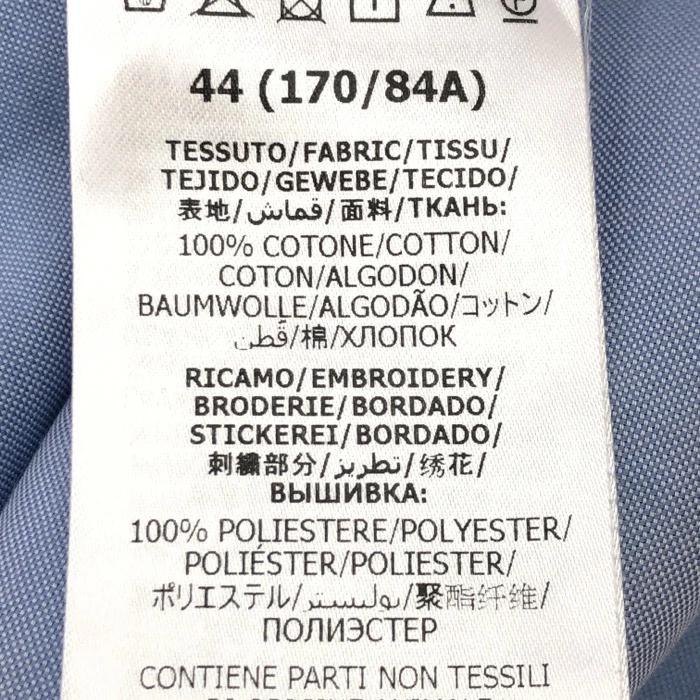 44 (170/84A)
TESSUTO/FABRIC/TISSU/
TEJIDO/GEWEBE/TECIDO/
表地/قماش/面料/ТКАНЬ:
100% COTONE/COTTON/
COTON/ALGODON/
BAUMWOLLE/ALGODÃO/コットン/
قطن/棉/ХЛОПОК
RICAMO/EMBROIDERY/
BRODERIE/BORDADO/
STICKEREI/BORDADO/
刺繍部分/تطريز/绣花/
ВЫШИВКА:
100% POLIESTERE/POLYESTER/
POLIÉSTER/POLIESTER/
ポリエステル/بوليستر/聚酯纤维/
ПОЛИЭСТЕР
CONTIENE PARTI NON TESSILI